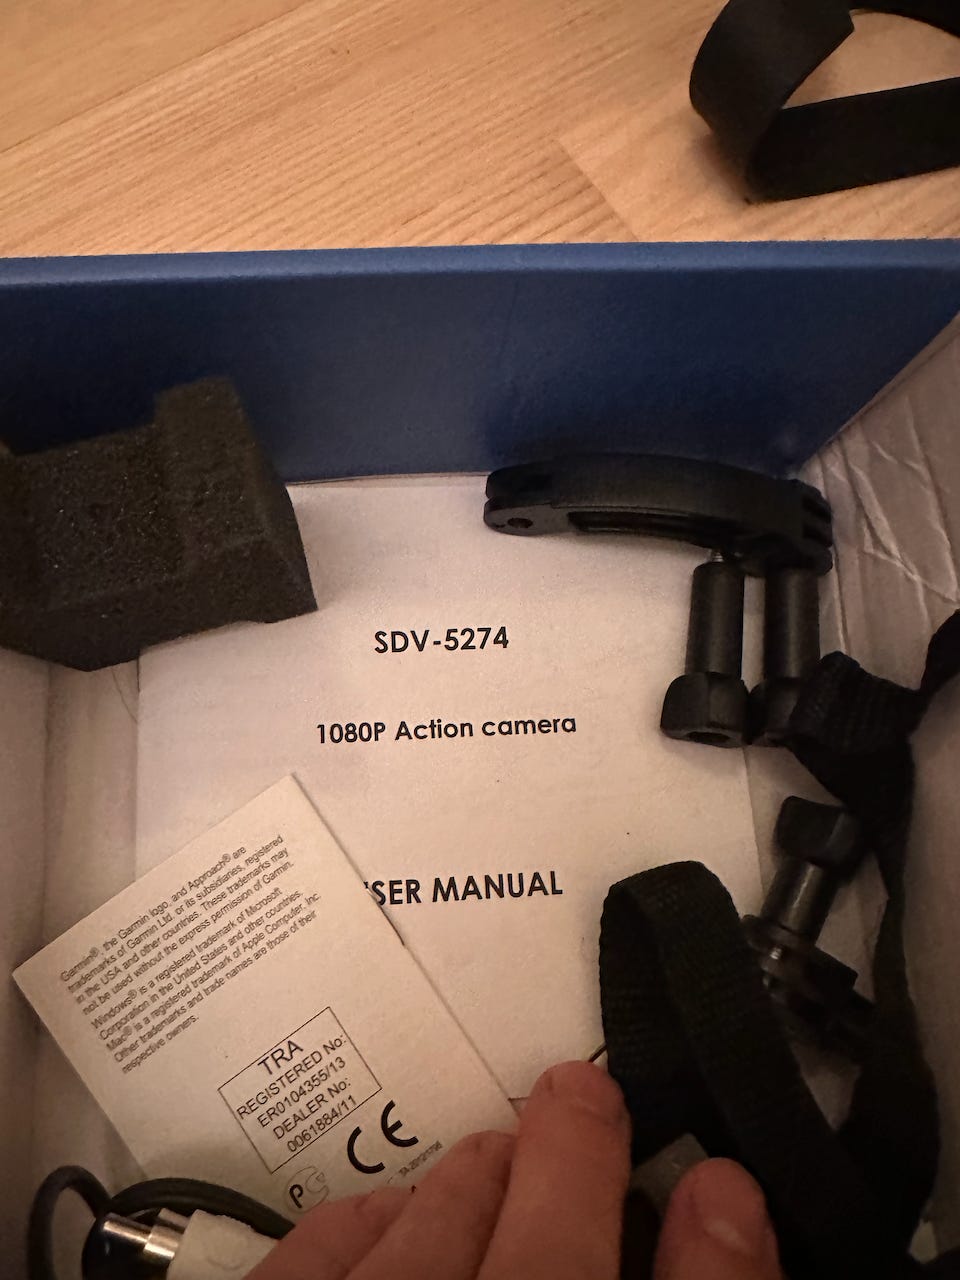 SDV-5274
1080P Action camera
SER MANUAL
Garmin®, the Garmin logo, and Approach® are
trademarks of Garmin Ltd. or its subsidiaries, registered
in the USA and other countries. These trademarks may
not be used without the express permission of Garmin.
Windows® is a registered trademark of Microsoft
Corporation in the United States and other countries.
Mac® is a registered trademark of Apple Computer, Inc.
Other trademarks and trade names are those of their
respective owners.
TRA
REGISTERED No:
ER0104355/13
DEALER No:
0061884/11
CE